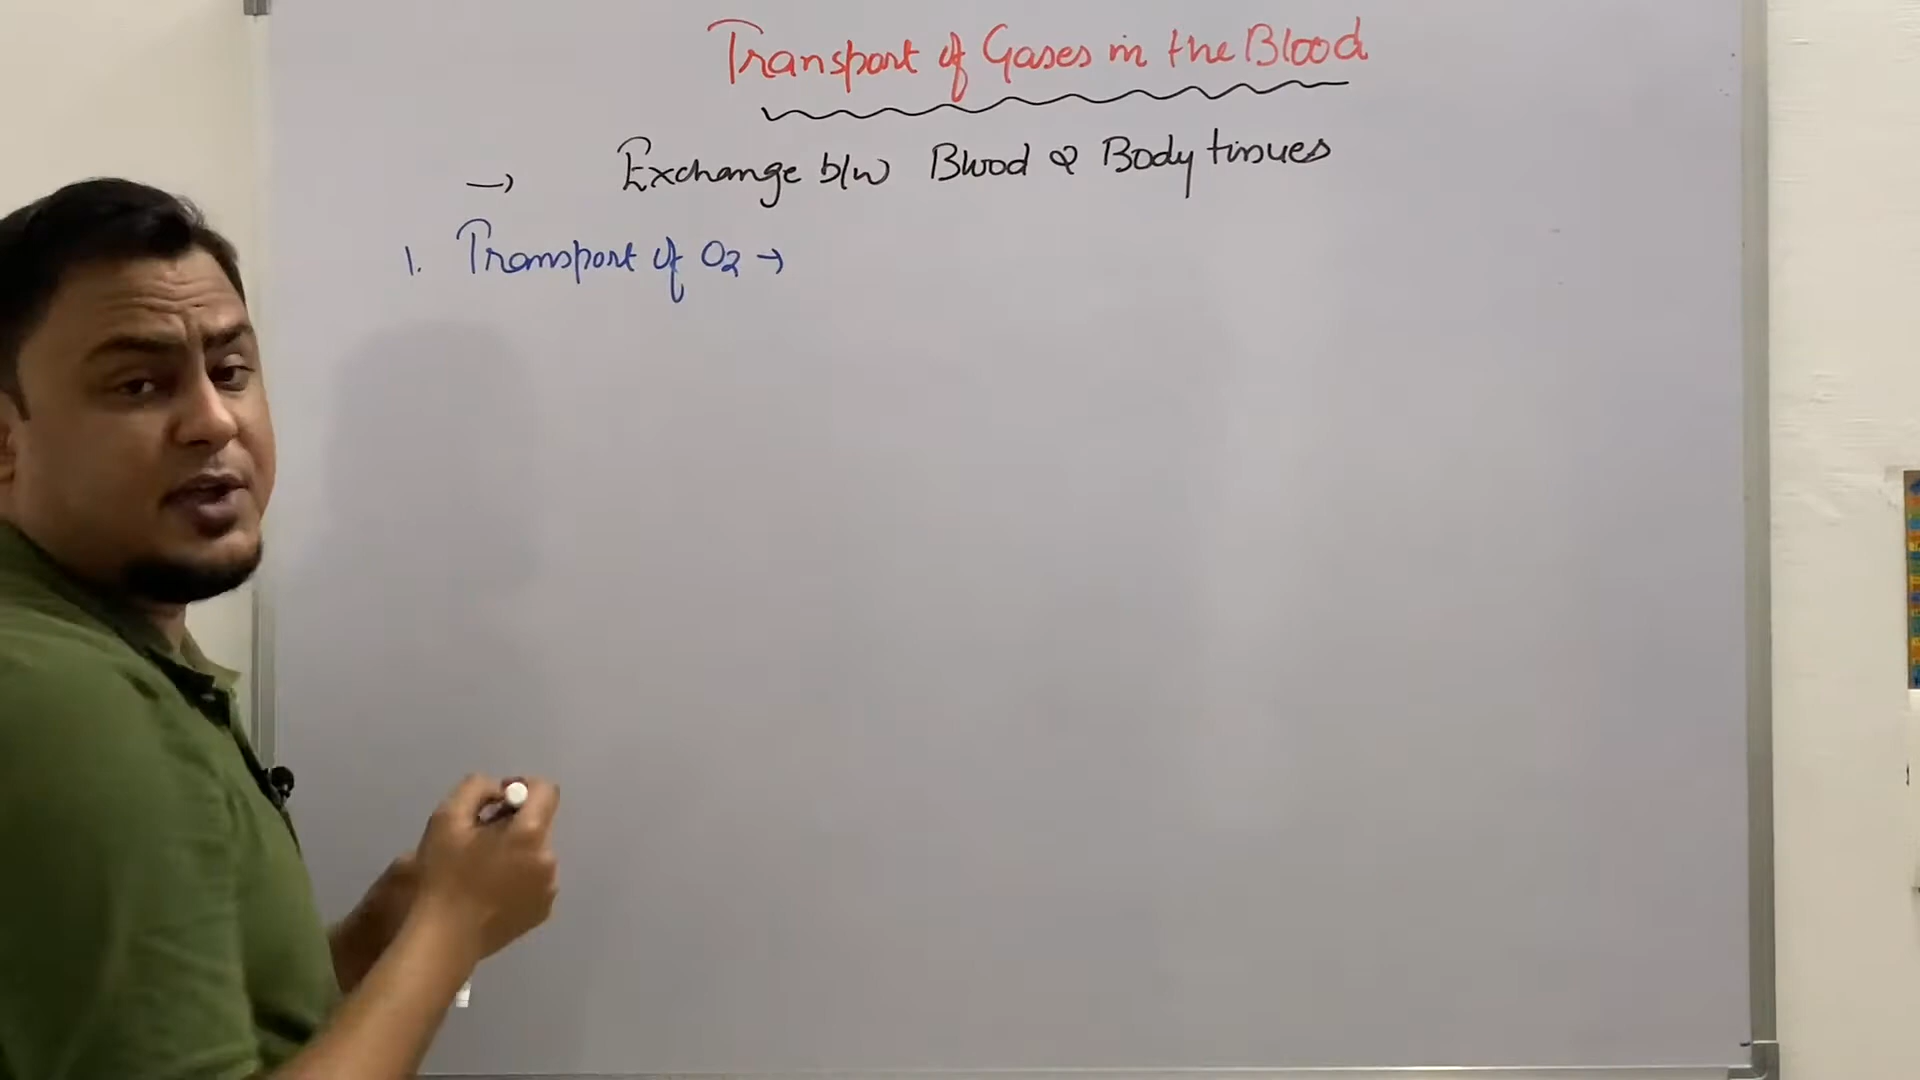 Transport of Gases in the Blood
→ Exchange b/w Blood & Body tissues
1. Transport of O2 →